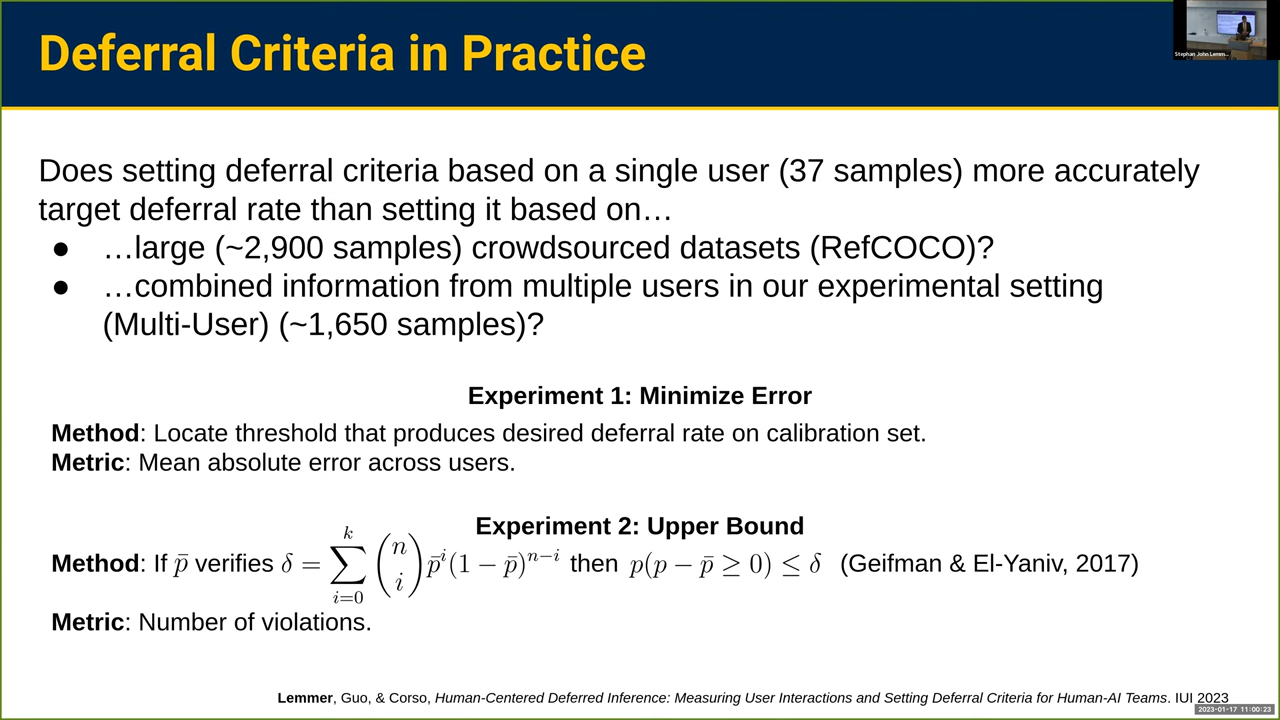 Deferral Criteria in Practice
Stephan John Lemm...
Does setting deferral criteria based on a single user (37 samples) more accurately
target deferral rate than setting it based on…
● …large (~2,900 samples) crowdsourced datasets (RefCOCO)?
● …combined information from multiple users in our experimental setting
(Multi-User) (~1,650 samples)?
Experiment 1: Minimize Error
Method: Locate threshold that produces desired deferral rate on calibration set.
Metric: Mean absolute error across users.
Experiment 2: Upper Bound
Method: If p̄ verifies δ = ∑_{i=0}^{k} \binom{n}{i} p̄^i (1 − p̄)^{n−i} then p(p − p̄ ≥ 0) ≤ δ (Geifman & El-Yaniv, 2017)
Metric: Number of violations.
Lemmer, Guo, & Corso, Human-Centered Deferred Inference: Measuring User Interactions and Setting Deferral Criteria for Human-AI Teams. IUI 2023
2023-01-17 11:00:23